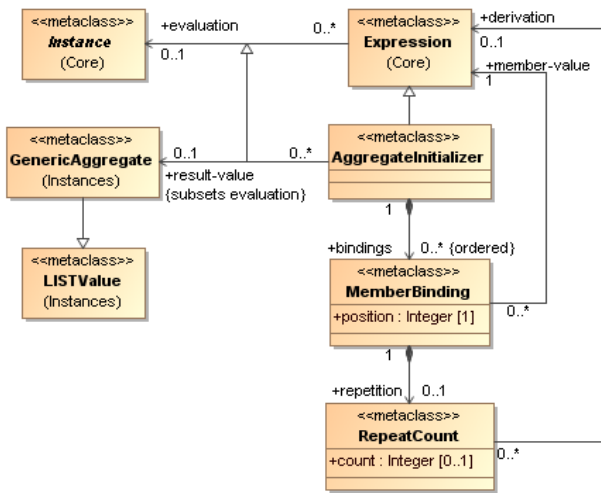 <<metaclass>>
Instance
(Core)
+evaluation
0..1
0..*
<<metaclass>>
Expression
(Core)
+derivation
0..1
+member-value
1
<<metaclass>>
GenericAggregate
(Instances)
0..1
0..*
+result-value
{subsets evaluation}
<<metaclass>>
AggregateInitializer
1
+bindings
0..* {ordered}
<<metaclass>>
LISTValue
(Instances)
<<metaclass>>
MemberBinding
+position : Integer [1]
0..*
1
+repetition
0..1
<<metaclass>>
RepeatCount
+count : Integer [0..1]
0..*